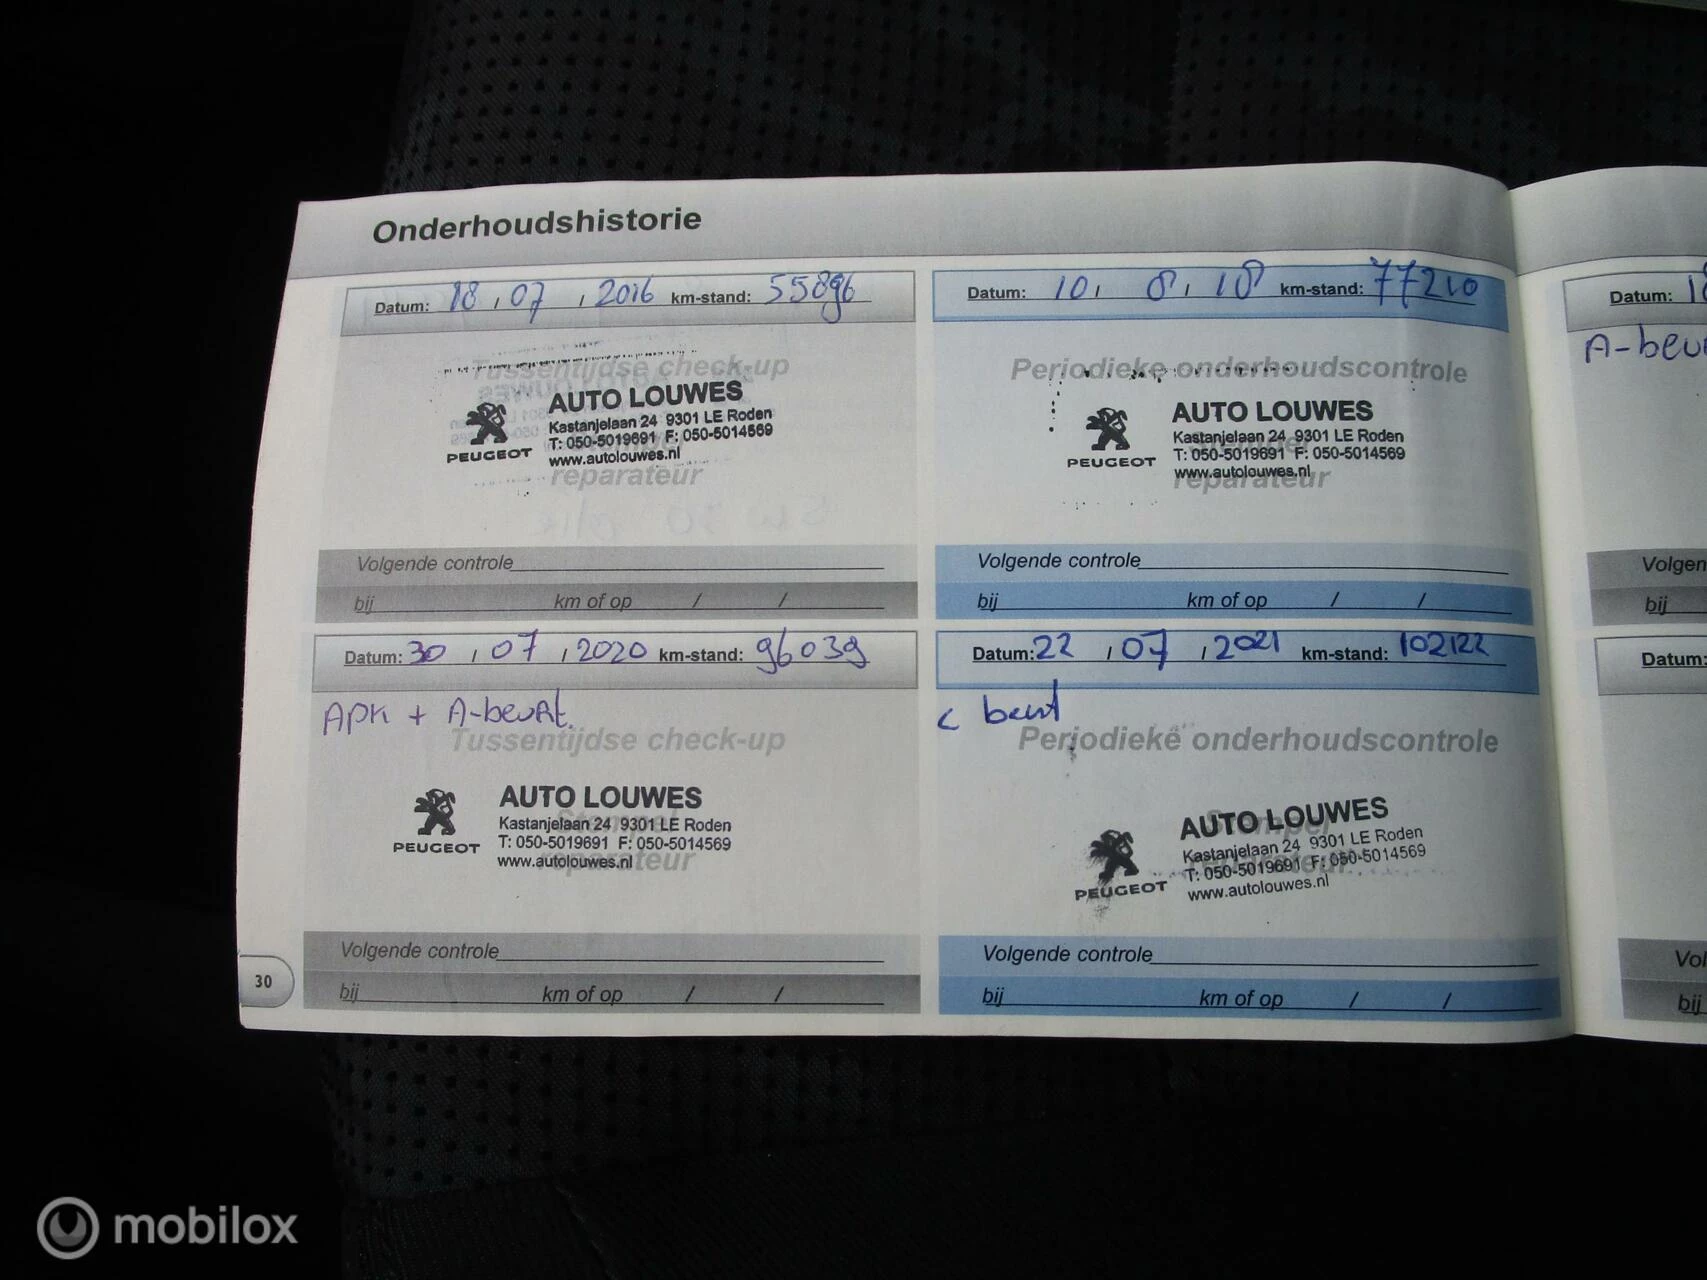 Onderhoudshistorie
Datum: 18 / 07 / 2016 km-stand: 55896
Tussentijdse check-up
PEUGEOT
AUTO LOUWES
Kastanjelaan 24 9301 LE Roden
T: 050-5019691 F: 050-5014569
www.autolouwes.nl
reparateur
Volgende controle
bij km of op / /
Datum: 10 / 8 / 18 km-stand: 77210
Periodieke onderhoudscontrole
PEUGEOT
AUTO LOUWES
Kastanjelaan 24 9301 LE Roden
Stempel
T: 050-5019691 F: 050-5014569
www.autolouwes.nl
reparateur
Volgende controle
bij km of op / /
Datum: 30 / 07 / 2020 km-stand: 96039
APK + A-beurt.
Tussentijdse check-up
PEUGEOT
AUTO LOUWES
Stempel
Kastanjelaan 24 9301 LE Roden
T: 050-5019691 F: 050-5014569
www.autolouwes.nl
reparateur
Volgende controle
bij km of op / /
30
Datum: 22 / 07 / 2021 km-stand: 102122
C beurt
Periodieke onderhoudscontrole
PEUGEOT
AUTO LOUWES
Stempel
Kastanjelaan 24 9301 LE Roden
T: 050-5019691 F: 050-5014569
reparateur
www.autolouwes.nl
Volgende controle
bij km of op / /
Datum:
A-beu
Volgen
bij
Datum:
Vol
bij
mobilox